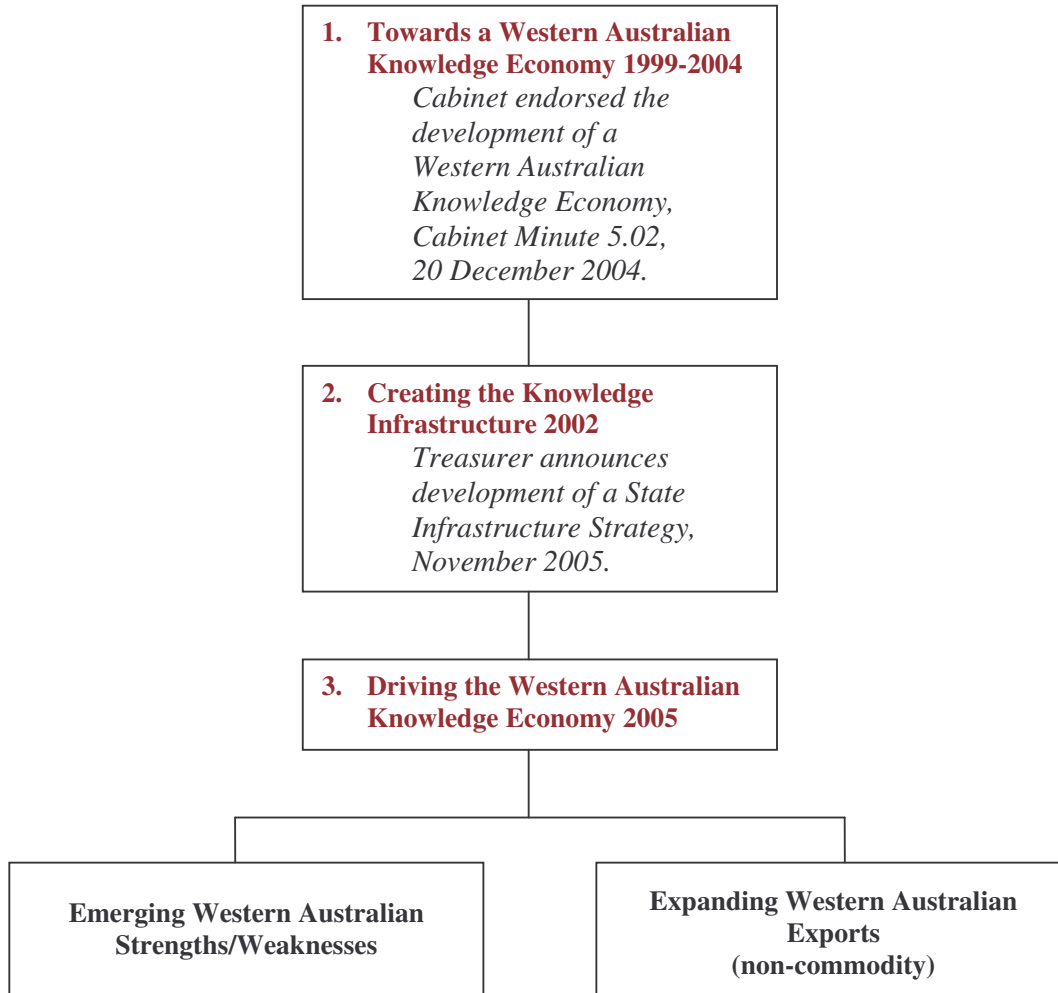 1. Towards a Western Australian
Knowledge Economy 1999-2004
Cabinet endorsed the
development of a
Western Australian
Knowledge Economy,
Cabinet Minute 5.02,
20 December 2004.
2. Creating the Knowledge
Infrastructure 2002
Treasurer announces
development of a State
Infrastructure Strategy,
November 2005.
3. Driving the Western Australian
Knowledge Economy 2005
Emerging Western Australian
Strengths/Weaknesses
Expanding Western Australian
Exports
(non-commodity)